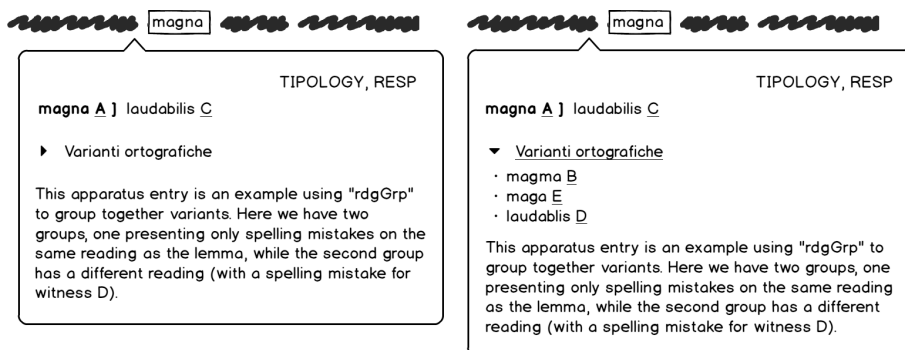 magna
TIPOLOGY, RESP
magna A ] laudabilis C
Varianti ortografiche
This apparatus entry is an example using "rdgGrp"
to group together variants. Here we have two
groups, one presenting only spelling mistakes on the
same reading as the lemma, while the second group
has a different reading (with a spelling mistake for
witness D).
magna
TIPOLOGY, RESP
magna A ] laudabilis C
Varianti ortografiche
· magma B
· maga E
· laudablis D
This apparatus entry is an example using "rdgGrp" to
group together variants. Here we have two groups, one
presenting only spelling mistakes on the same reading
as the lemma, while the second group has a different
reading (with a spelling mistake for witness D).